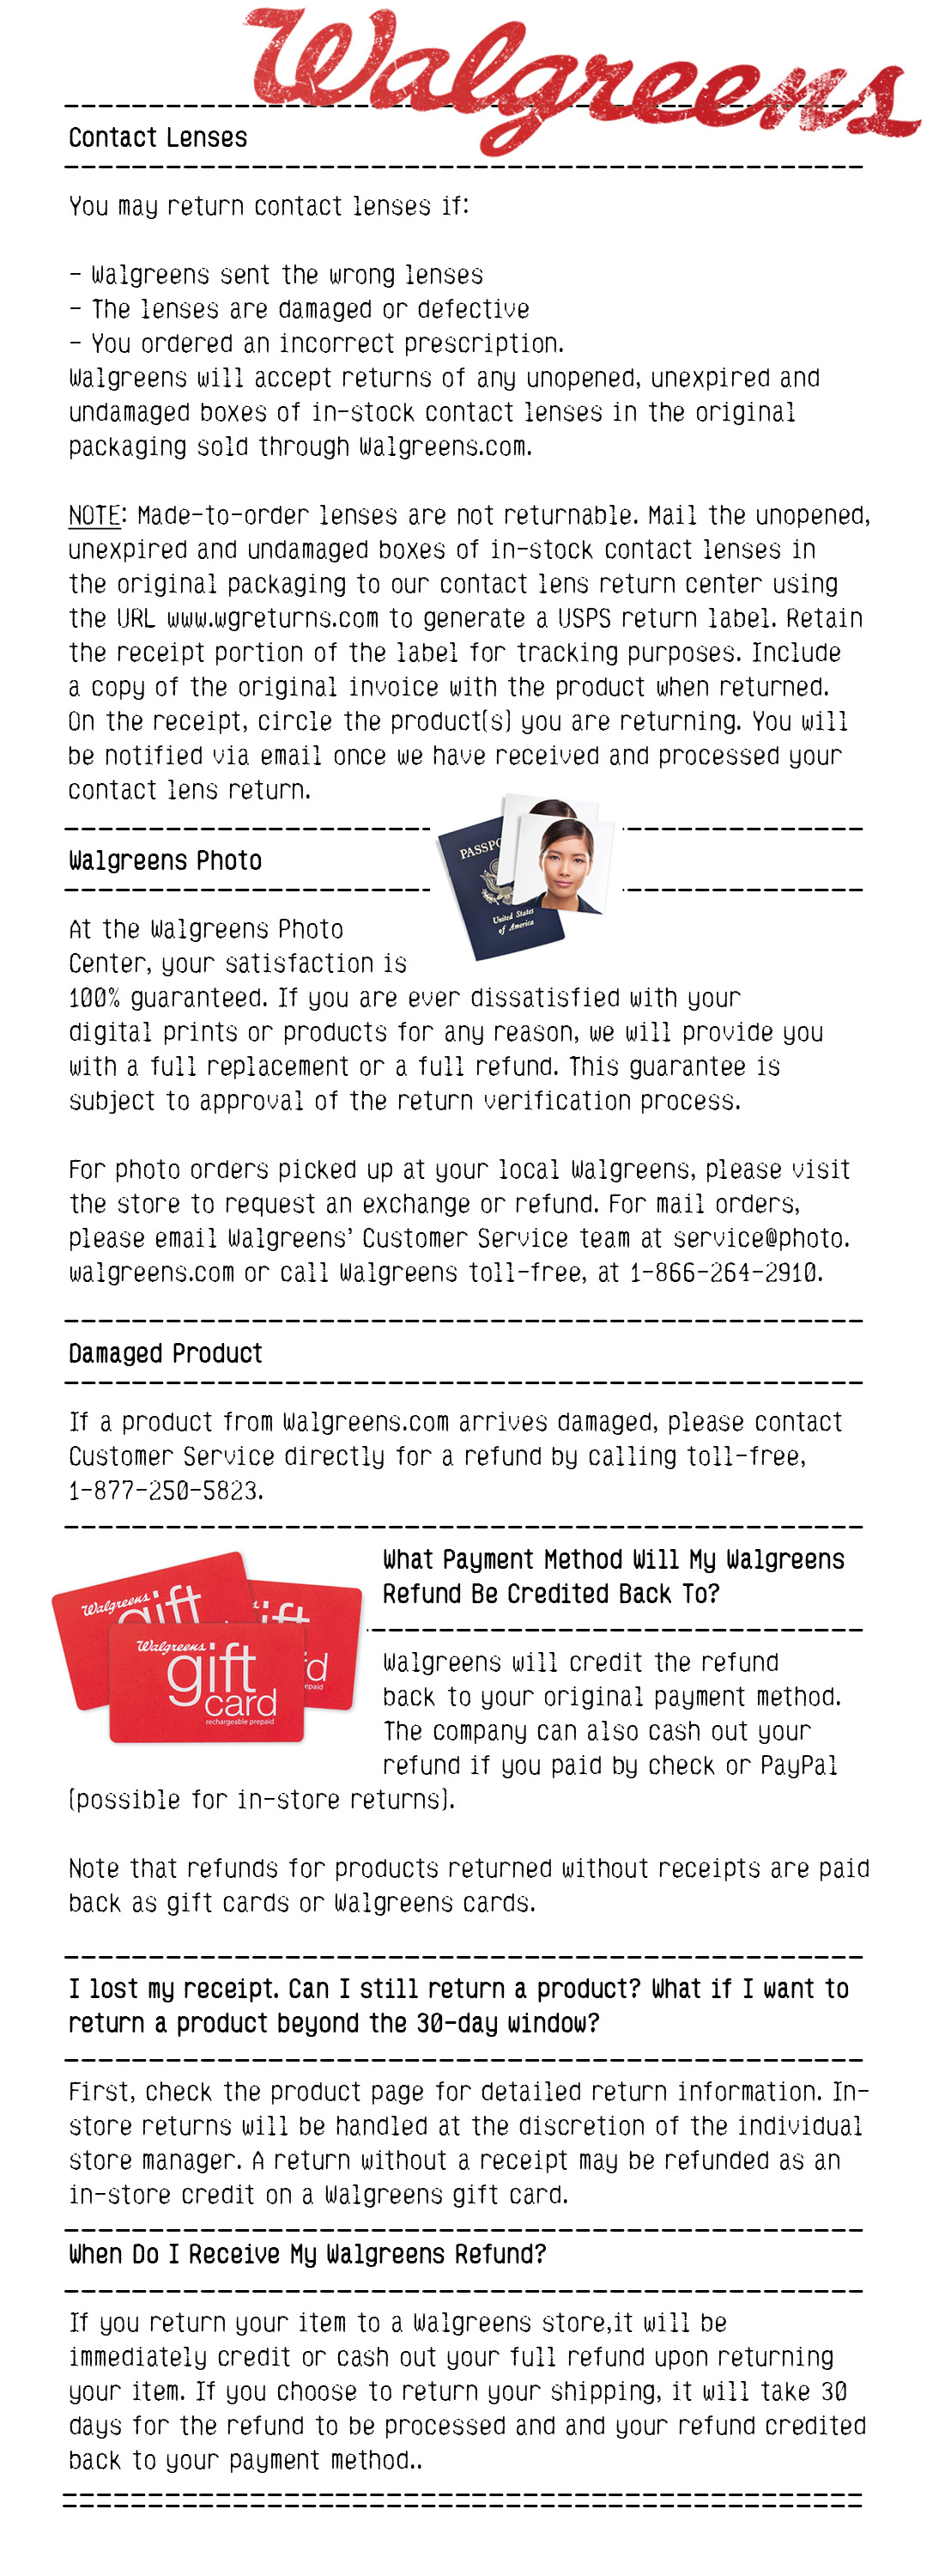 Walgreens
Contact Lenses
You may return contact lenses if:
- Walgreens sent the wrong lenses
- The lenses are damaged or defective
- You ordered an incorrect prescription.
Walgreens will accept returns of any unopened, unexpired and
undamaged boxes of in-stock contact lenses in the original
packaging sold through Walgreens.com.
NOTE: Made-to-order lenses are not returnable. Mail the unopened,
unexpired and undamaged boxes of in-stock contact lenses in
the original packaging to our contact lens return center using
the URL www.wgreturns.com to generate a USPS return label. Retain
the receipt portion of the label for tracking purposes. Include
a copy of the original invoice with the product when returned.
On the receipt, circle the product(s) you are returning. You will
be notified via email once we have received and processed your
contact lens return.
PASSPO
United States
of America
Walgreens Photo
At the Walgreens Photo
Center, your satisfaction is
100% guaranteed. If you are ever dissatisfied with your
digital prints or products for any reason, we will provide you
with a full replacement or a full refund. This guarantee is
subject to approval of the return verification process.
For photo orders picked up at your local Walgreens, please visit
the store to request an exchange or refund. For mail orders,
please email Walgreens' Customer Service team at service@photo.
walgreens.com or call Walgreens toll-free, at 1-866-264-2910.
Damaged Product
If a product from Walgreens.com arrives damaged, please contact
Customer Service directly for a refund by calling toll-free,
1-877-250-5823.
Walgreens
gift
gift
rd
epaid
Walgreens
gift
card
rechargeable prepaid
What Payment Method Will My Walgreens
Refund Be Credited Back To?
Walgreens will credit the refund
back to your original payment method.
The company can also cash out your
refund if you paid by check or PayPal
(possible for in-store returns).
Note that refunds for products returned without receipts are paid
back as gift cards or Walgreens cards.
I lost my receipt. Can I still return a product? What if I want to
return a product beyond the 30-day window?
First, check the product page for detailed return information. In-
store returns will be handled at the discretion of the individual
store manager. A return without a receipt may be refunded as an
in-store credit on a Walgreens gift card.
When Do I Receive My Walgreens Refund?
If you return your item to a Walgreens store,it will be
immediately credit or cash out your full refund upon returning
your item. If you choose to return your shipping, it will take 30
days for the refund to be processed and and your refund credited
back to your payment method..